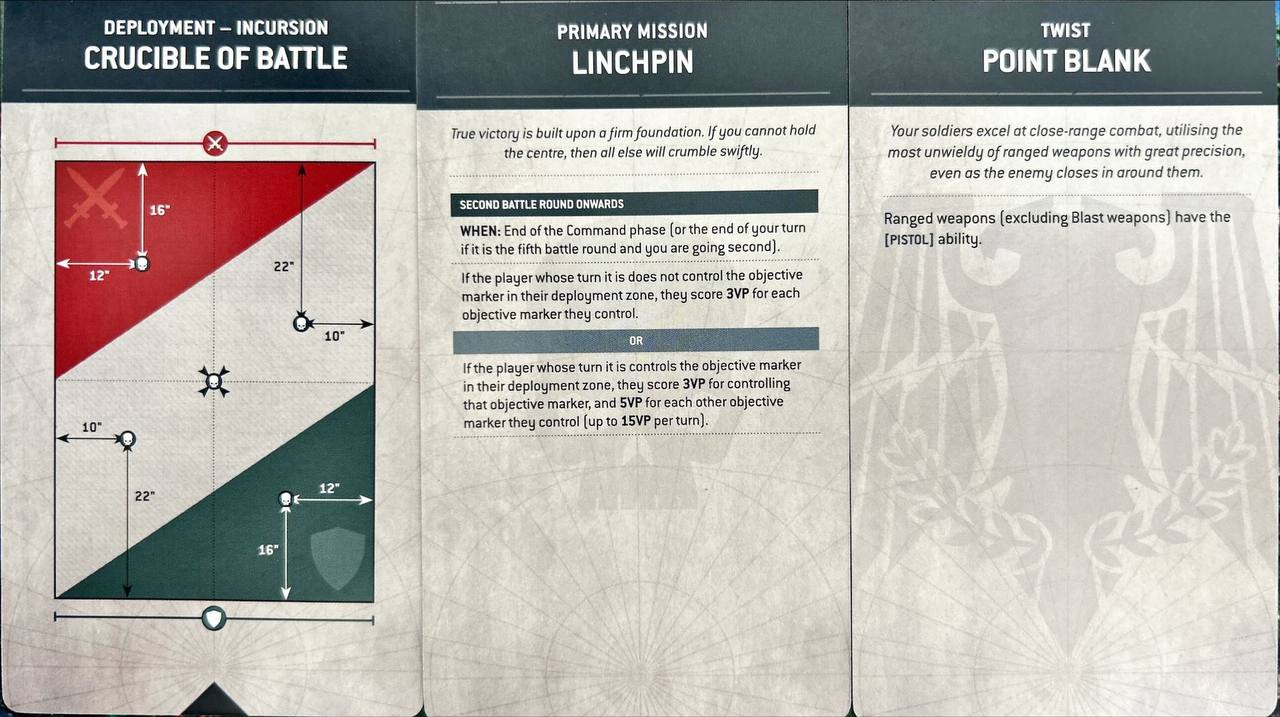 DEPLOYMENT – INCURSION
CRUCIBLE OF BATTLE
16"
12"
22"
10"
10"
22"
12"
16"
PRIMARY MISSION
LINCHPIN
True victory is built upon a firm foundation. If you cannot hold
the centre, then all else will crumble swiftly.
SECOND BATTLE ROUND ONWARDS
WHEN: End of the Command phase (or the end of your turn
if it is the fifth battle round and you are going second).
If the player whose turn it is does not control the objective
marker in their deployment zone, they score 3VP for each
objective marker they control.
OR
If the player whose turn it is controls the objective marker
in their deployment zone, they score 3VP for controlling
that objective marker, and 5VP for each other objective
marker they control (up to 15VP per turn).
TWIST
POINT BLANK
Your soldiers excel at close-range combat, utilising the
most unwieldy of ranged weapons with great precision,
even as the enemy closes in around them.
Ranged weapons (excluding Blast weapons) have the
[PISTOL] ability.